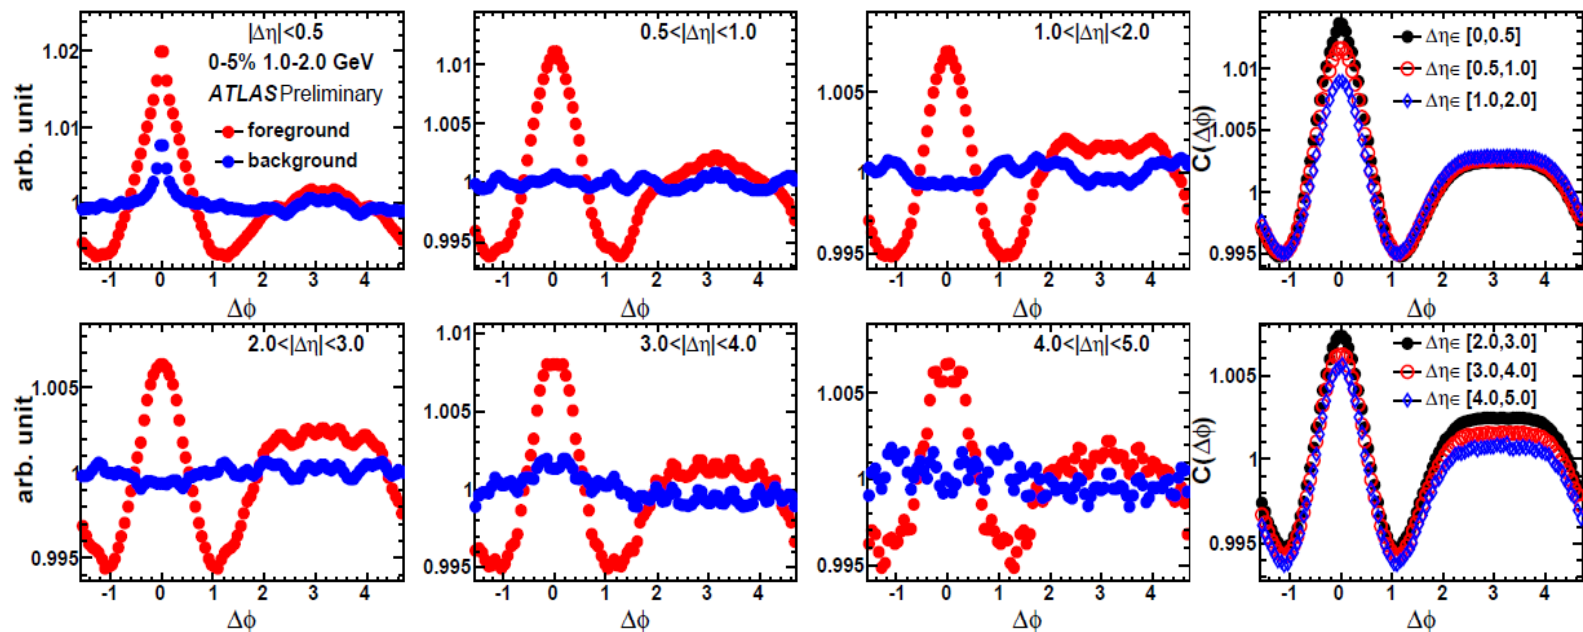 |Δη|<0.5
0-5% 1.0-2.0 GeV
ATLAS Preliminary
foreground
background
arb. unit
1.02
1.01
1
-1 0 1 2 3 4
Δϕ
0.5<|Δη|<1.0
1.01
1.005
1
0.995
-1 0 1 2 3 4
Δϕ
1.0<|Δη|<2.0
1.005
1
0.995
-1 0 1 2 3 4
Δϕ
Δη∈ [0,0.5]
Δη∈ [0.5,1.0]
Δη∈ [1.0,2.0]
C(Δϕ)
1.01
1.005
1
0.995
-1 0 1 2 3 4
Δϕ
2.0<|Δη|<3.0
arb. unit
1.005
1
0.995
-1 0 1 2 3 4
Δϕ
3.0<|Δη|<4.0
1.01
1.005
1
0.995
-1 0 1 2 3 4
Δϕ
4.0<|Δη|<5.0
1.005
1
0.995
-1 0 1 2 3 4
Δϕ
Δη∈ [2.0,3.0]
Δη∈ [3.0,4.0]
Δη∈ [4.0,5.0]
C(Δϕ)
1.005
1
0.995
-1 0 1 2 3 4
Δϕ